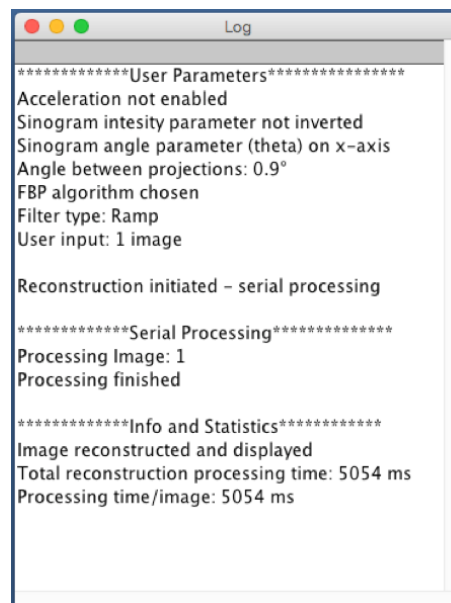 Log
*************User Parameters****************
Acceleration not enabled
Sinogram intesity parameter not inverted
Sinogram angle parameter (theta) on x-axis
Angle between projections: 0.9°
FBP algorithm chosen
Filter type: Ramp
User input: 1 image
Reconstruction initiated – serial processing
*************Serial Processing**************
Processing Image: 1
Processing finished
*************Info and Statistics************
Image reconstructed and displayed
Total reconstruction processing time: 5054 ms
Processing time/image: 5054 ms